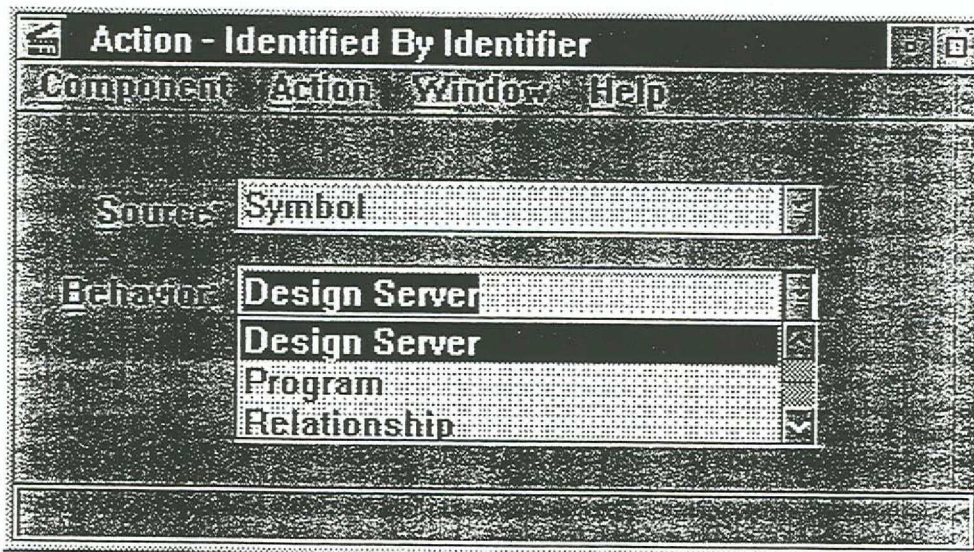 Action - Identified By Identifier
Component Action Window Help
Source: Symbol
Behavior: Design Server
Design Server
Program
Relationship